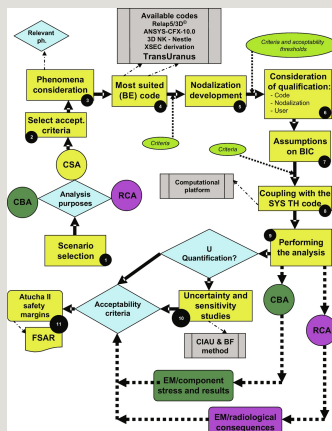 Available codes
Relap5/3D©
ANSYS-CFX-10.0
3D NK - Nestle
XSEC derivation
TransUranus
Relevant
ph.
Criteria and acceptability
thresholds
Phenomena
consideration
3
Most suited
(BE) code
4
Nodalization
development
5
Consideration
of qualification:
- Code
- Nodalization
- User
6
Select accept.
criteria
2
Criteria
Criteria
CSA
Assumptions
on BIC
7
CBA
Analysis
purposes
RCA
Computational
platform
Coupling with the
SYS TH code
8
Scenario
selection
1
U
Quantification?
9
Performing
the analysis
CBA
Atucha II
safety
margins
11
Acceptability
criteria
Uncertainty and
sensitivity
studies
10
RCA
FSAR
CIAU & BF
method
EM/component
stress and results
EM/radiological
consequences